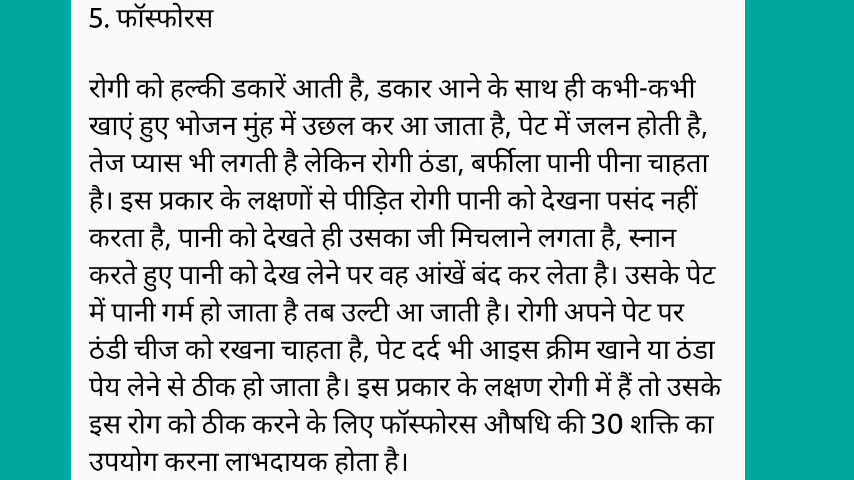 5. फॉस्फोरस
रोगी को हल्की डकारें आती है, डकार आने के साथ ही कभी-कभी
खाएं हुए भोजन मुंह में उछल कर आ जाता है, पेट में जलन होती है,
तेज प्यास भी लगती है लेकिन रोगी ठंडा, बर्फीला पानी पीना चाहता
है। इस प्रकार के लक्षणों से पीड़ित रोगी पानी को देखना पसंद नहीं
करता है, पानी को देखते ही उसका जी मिचलाने लगता है, स्नान
करते हुए पानी को देख लेने पर वह आंखें बंद कर लेता है। उसके पेट
में पानी गर्म हो जाता है तब उल्टी आ जाती है। रोगी अपने पेट पर
ठंडी चीज को रखना चाहता है, पेट दर्द भी आइस क्रीम खाने या ठंडा
पेय लेने से ठीक हो जाता है। इस प्रकार के लक्षण रोगी में हैं तो उसके
इस रोग को ठीक करने के लिए फॉस्फोरस औषधि की 30 शक्ति का
उपयोग करना लाभदायक होता है।